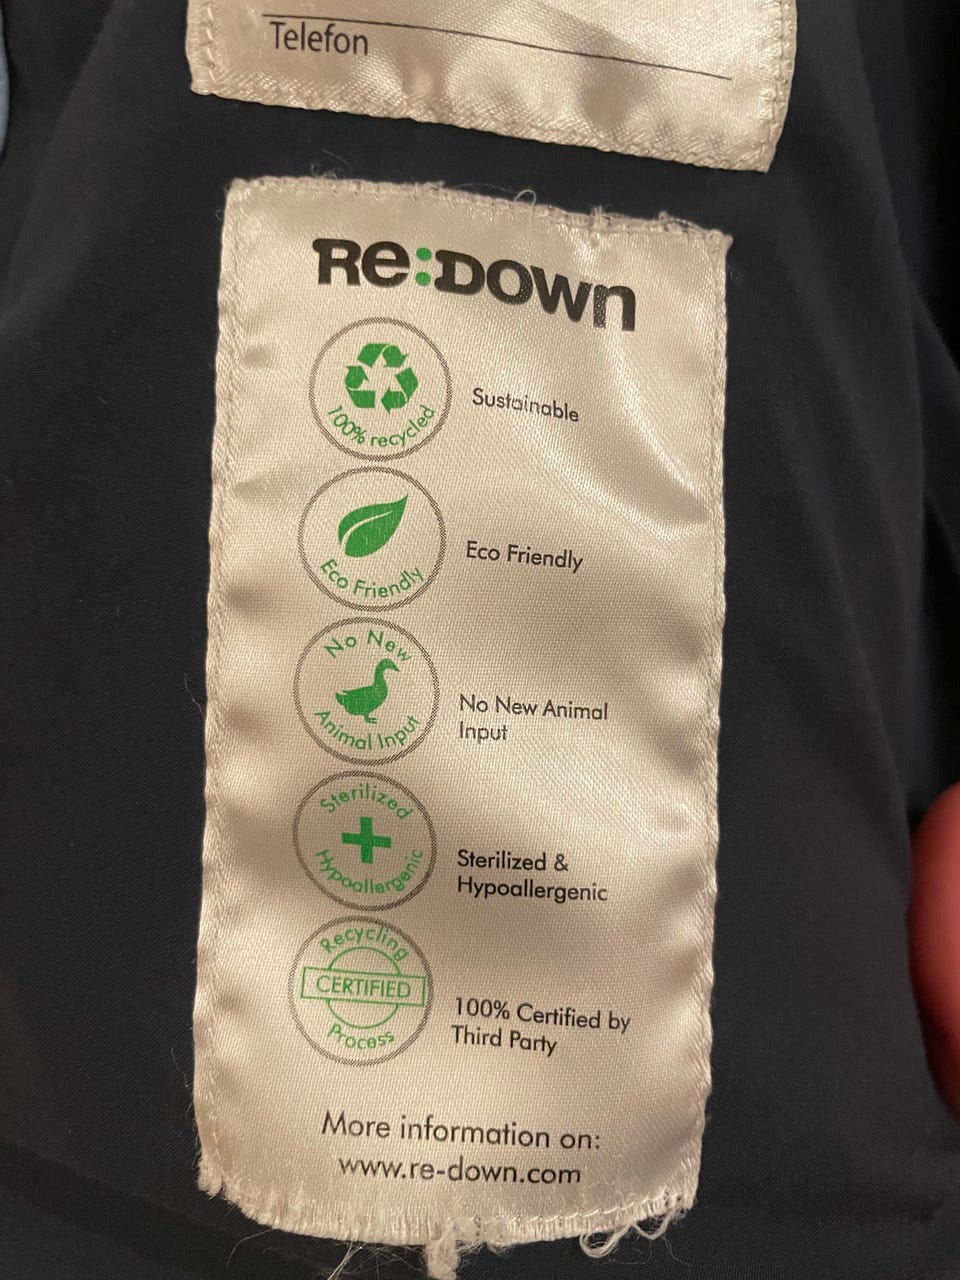 Telefon
Re:Down
100% recycled
Sustainable
Eco Friendly
Eco Friendly
No New
Animal Input
No New Animal
Input
Sterilized
Hypoallergenic
Sterilized &
Hypoallergenic
Recycling
CERTIFIED
Process
100% Certified by
Third Party
More information on:
www.re-down.com